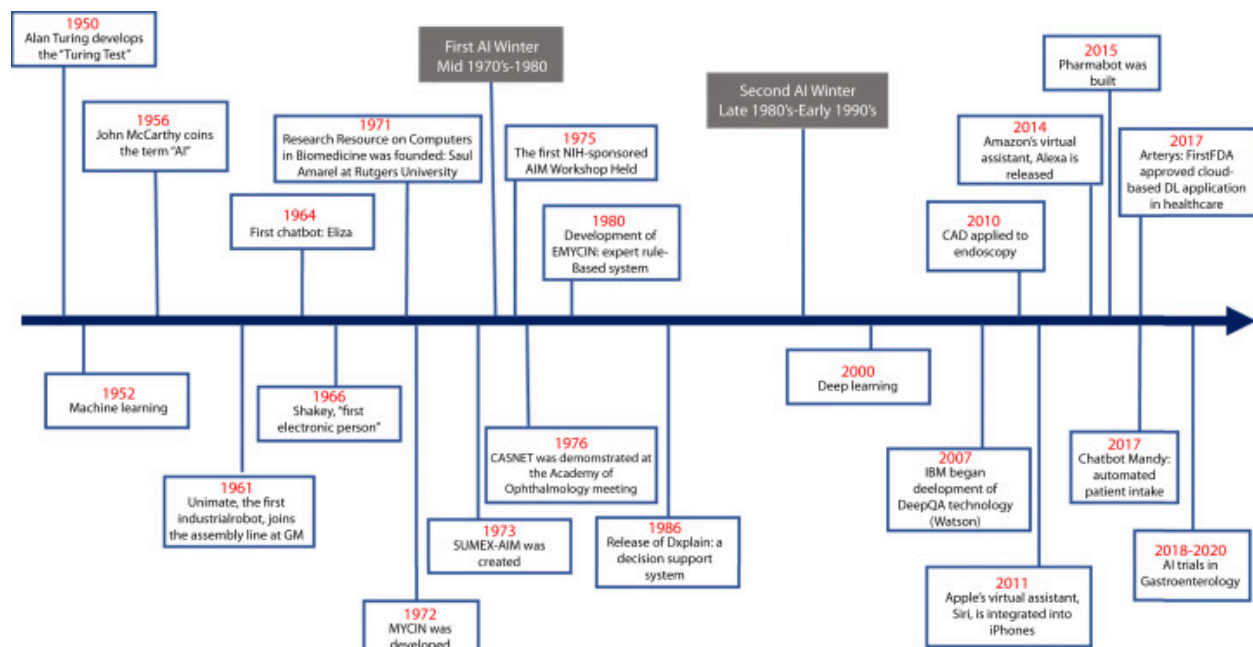 1950
Alan Turing develops
the “Turing Test”
First AI Winter
Mid 1970's-1980
2015
Pharmabot was
built
Second AI Winter
Late 1980's-Early 1990's
1956
John McCarthy coins
the term “AI”
1971
Research Resource on Computers
in Biomedicine was founded: Saul
Amarel at Rutgers University
1975
The first NIH-sponsored
AIM Workshop Held
2014
Amazon's virtual
assistant, Alexa is
released
2017
Arterys: FirstFDA
approved cloud-
based DL application
in healthcare
1964
First chatbot: Eliza
1980
Development of
EMYCIN: expert rule-
Based system
2010
CAD applied to
endoscopy
1952
Machine learning
2000
Deep learning
1966
Shakey, “first
electronic person”
1976
CASNET was demomstrated at
the Academy of
Ophthalmology meeting
2007
IBM began
deelopment of
DeepQA technology
(Watson)
2017
Chatbot Mandy:
automated
patient intake
1961
Unimate, the first
industrialrobot, joins
the assembly line at GM
1973
SUMEX-AIM was
created
1986
Release of Dxplain: a
decision support
system
2018-2020
AI trials in
Gastroenterology
2011
Apple's virtual assistant,
Siri, is integrated into
iPhones
1972
MYCIN was
developed